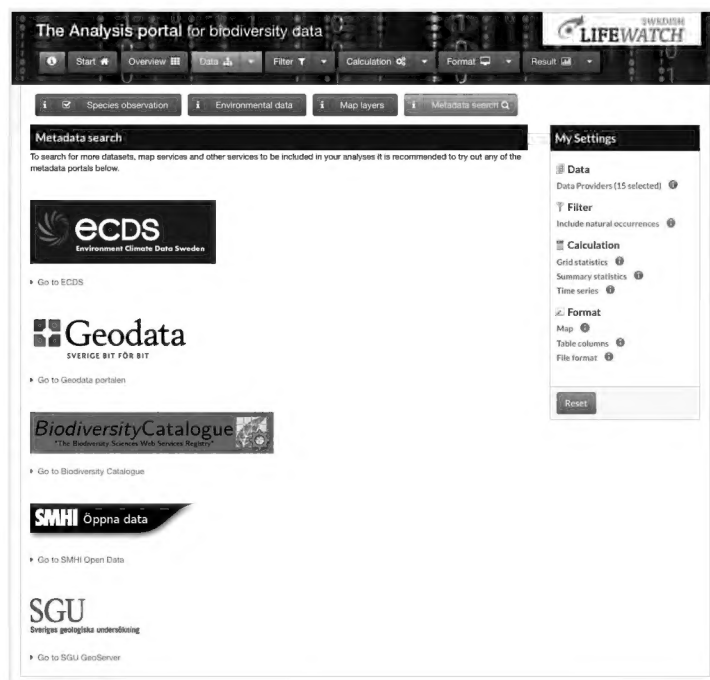 The Analysis portal for biodiversity data
SWEDISH
LIFEWATCH
Start Overview Data Filter Calculation Format Result
i Species observation i Environmental data i Map layers i Metadata search
Metadata search
To search for more datasets, map services and other services to be included in your analyses it is recommended to try out any of the
metadata portals below.
ecds
Environment Climate Data Sweden
Go to ECDS
Geodata
SVERIGE BIT FÖR BIT
Go to Geodata portalen
BiodiversityCatalogue
"The Biodiversity Sciences Web Services Registry"
Go to Biodiversity Catalogue
SMHI öppna data
Go to SMHI Open Data
SGU
Sveriges geologiska undersökning
Go to SGU GeoServer
My Settings
Data
Data Providers (15 selected)
Filter
Include natural occurrences
Calculation
Grid statistics
Summary statistics
Time series
Format
Map
Table columns
File format
Reset